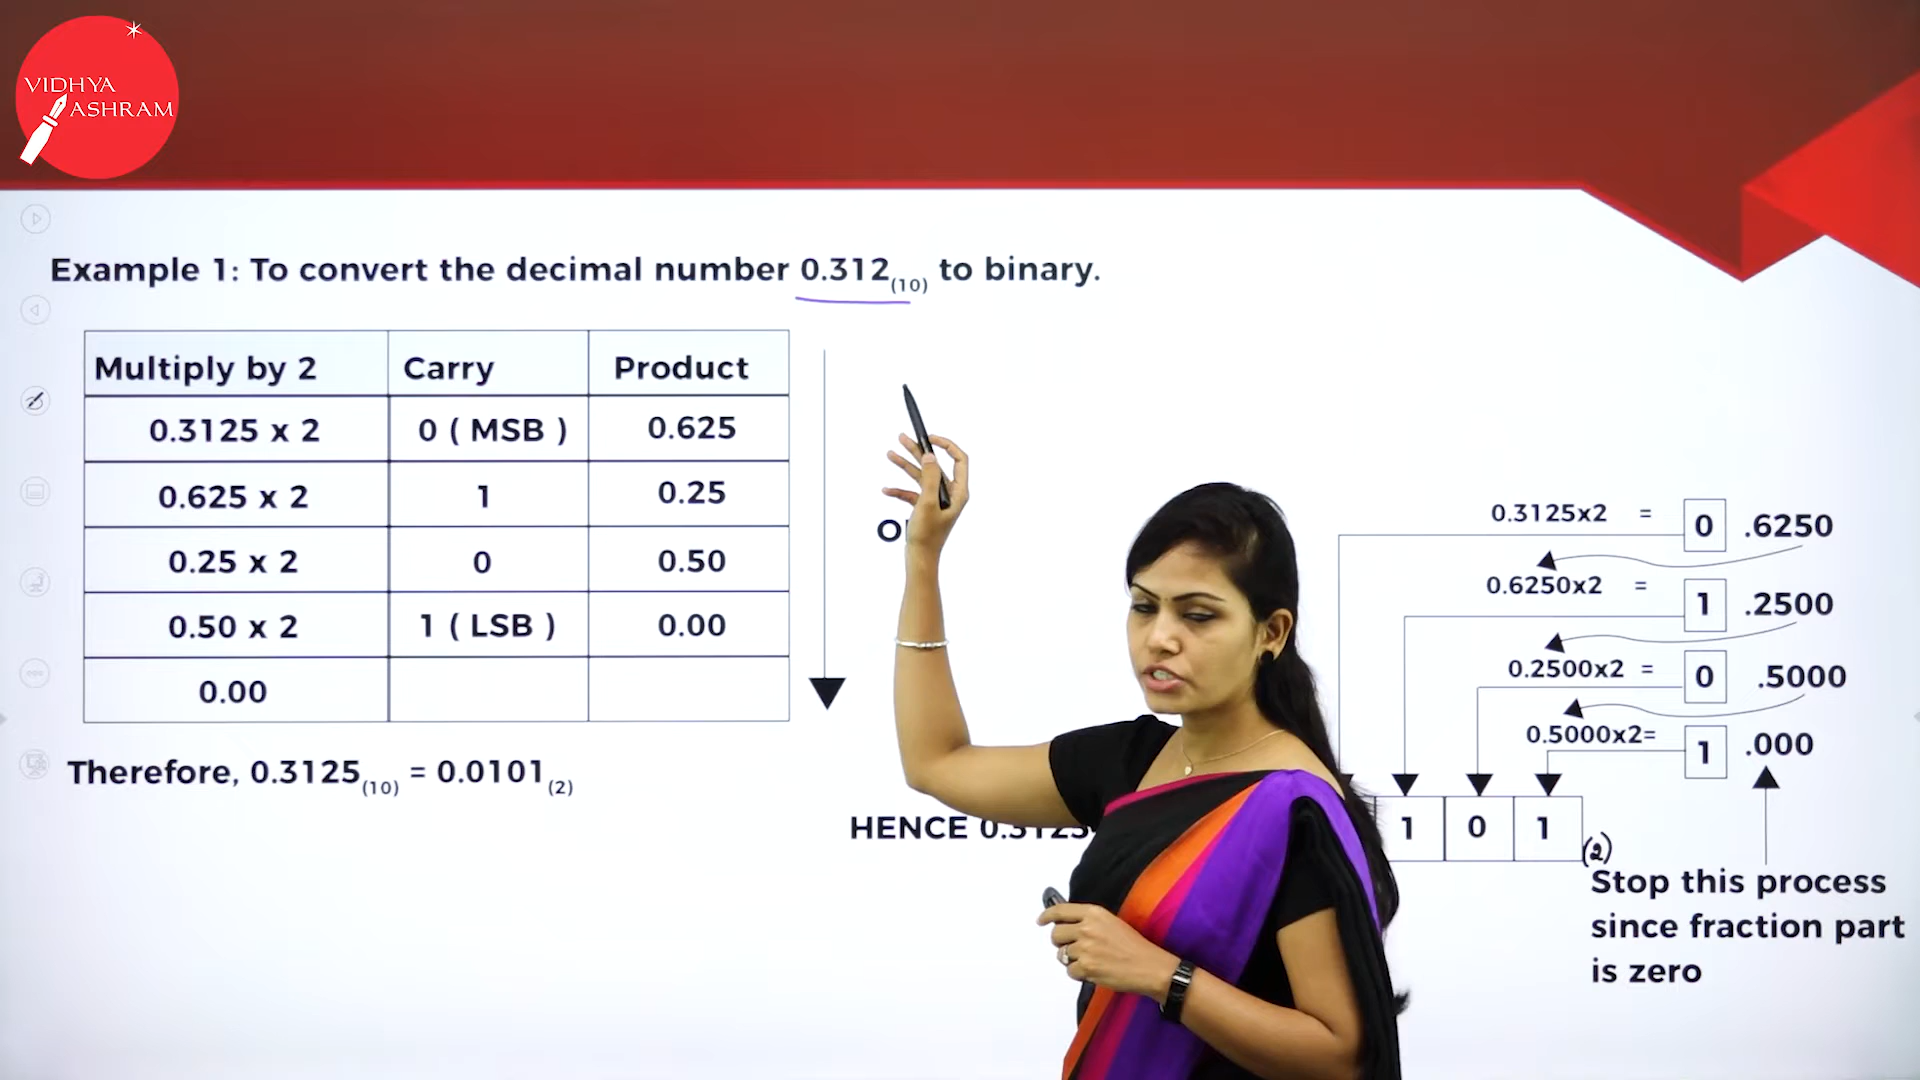 VIDHYA
ASHRAM
Example 1: To convert the decimal number 0.312(10) to binary.
Multiply by 2 Carry Product
0.3125 x 2 0 ( MSB ) 0.625
0.625 x 2 1 0.25
0.25 x 2 0 0.50
0.50 x 2 1 ( LSB ) 0.00
0.00
Therefore, 0.3125(10) = 0.0101(2)
0.3125x2 = 0 .6250
0.6250x2 = 1 .2500
0.2500x2 = 0 .5000
0.5000x2= 1 .000
HENCE 0.3125
1 0 1 (2)
Stop this process
since fraction part
is zero